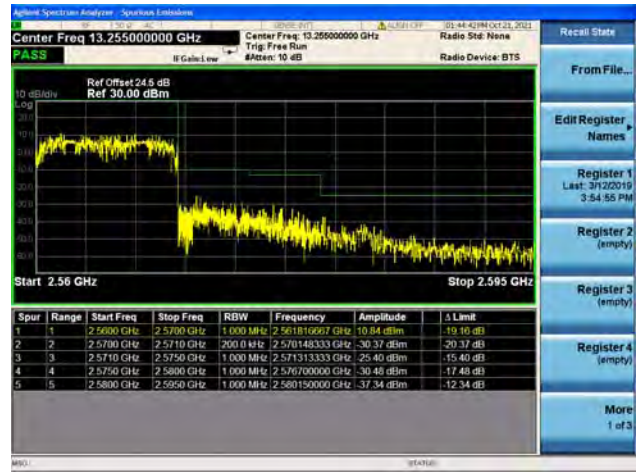 Agilent Spectrum Analyzer - Spurious Emissions
RF 50 Ω AC SENSE:INT ALIGN OFF 01:44:42 PM Oct 21, 2021
Center Freq 13.255000000 GHz
Center Freq: 13.255000000 GHz
Radio Std: None
Trig: Free Run
PASS
IFGain:Low
#Atten: 10 dB
Radio Device: BTS
Ref Offset 24.5 dB
10 dB/div Ref 30.00 dBm
Log
20.0
10.0
Start 2.56 GHz
Stop 2.595 GHz
Spur Range Start Freq Stop Freq RBW Frequency Amplitude Δ Limit
1 1 2.5600 GHz 2.5700 GHz 1.000 MHz 2.561816667 GHz 10.84 dBm -19.16 dB
2 2 2.5700 GHz 2.5710 GHz 200.0 kHz 2.570148333 GHz -30.37 dBm -20.37 dB
3 3 2.5710 GHz 2.5750 GHz 1.000 MHz 2.571313333 GHz -25.40 dBm -15.40 dB
4 4 2.5750 GHz 2.5800 GHz 1.000 MHz 2.576700000 GHz -30.48 dBm -17.48 dB
5 5 2.5800 GHz 2.5950 GHz 1.000 MHz 2.580150000 GHz -37.34 dBm -12.34 dB
MSG
STATUS
Recall State
From File...
Edit Register
Names
Register 1
Last: 3/12/2019
3:54:55 PM
Register 2
(empty)
Register 3
(empty)
Register 4
(empty)
More
1 of 3